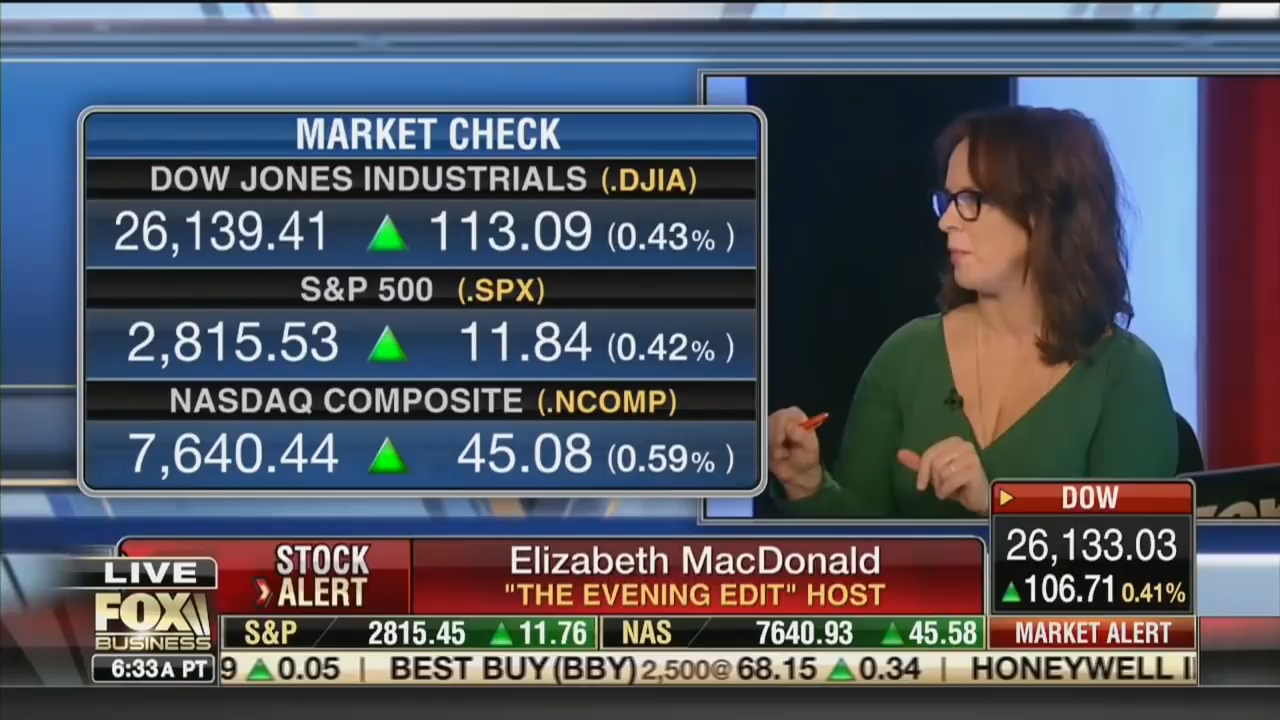 MARKET CHECK
DOW JONES INDUSTRIALS (.DJIA)
26,139.41 ▲ 113.09 (0.43% )
S&P 500 (.SPX)
2,815.53 ▲ 11.84 (0.42% )
NASDAQ COMPOSITE (.NCOMP)
7,640.44 ▲ 45.08 (0.59% )
DOW
26,133.03
▲106.71 0.41%
MARKET ALERT
STOCK
ALERT
Elizabeth MacDonald
"THE EVENING EDIT" HOST
LIVE
FOX
BUSINESS
6:33A PT
S&P 2815.45 ▲11.76 NAS 7640.93 ▲45.58
9 ▲0.05 | BEST BUY(BBY) 2,500@ 68.15 ▲0.34 | HONEYWELL I